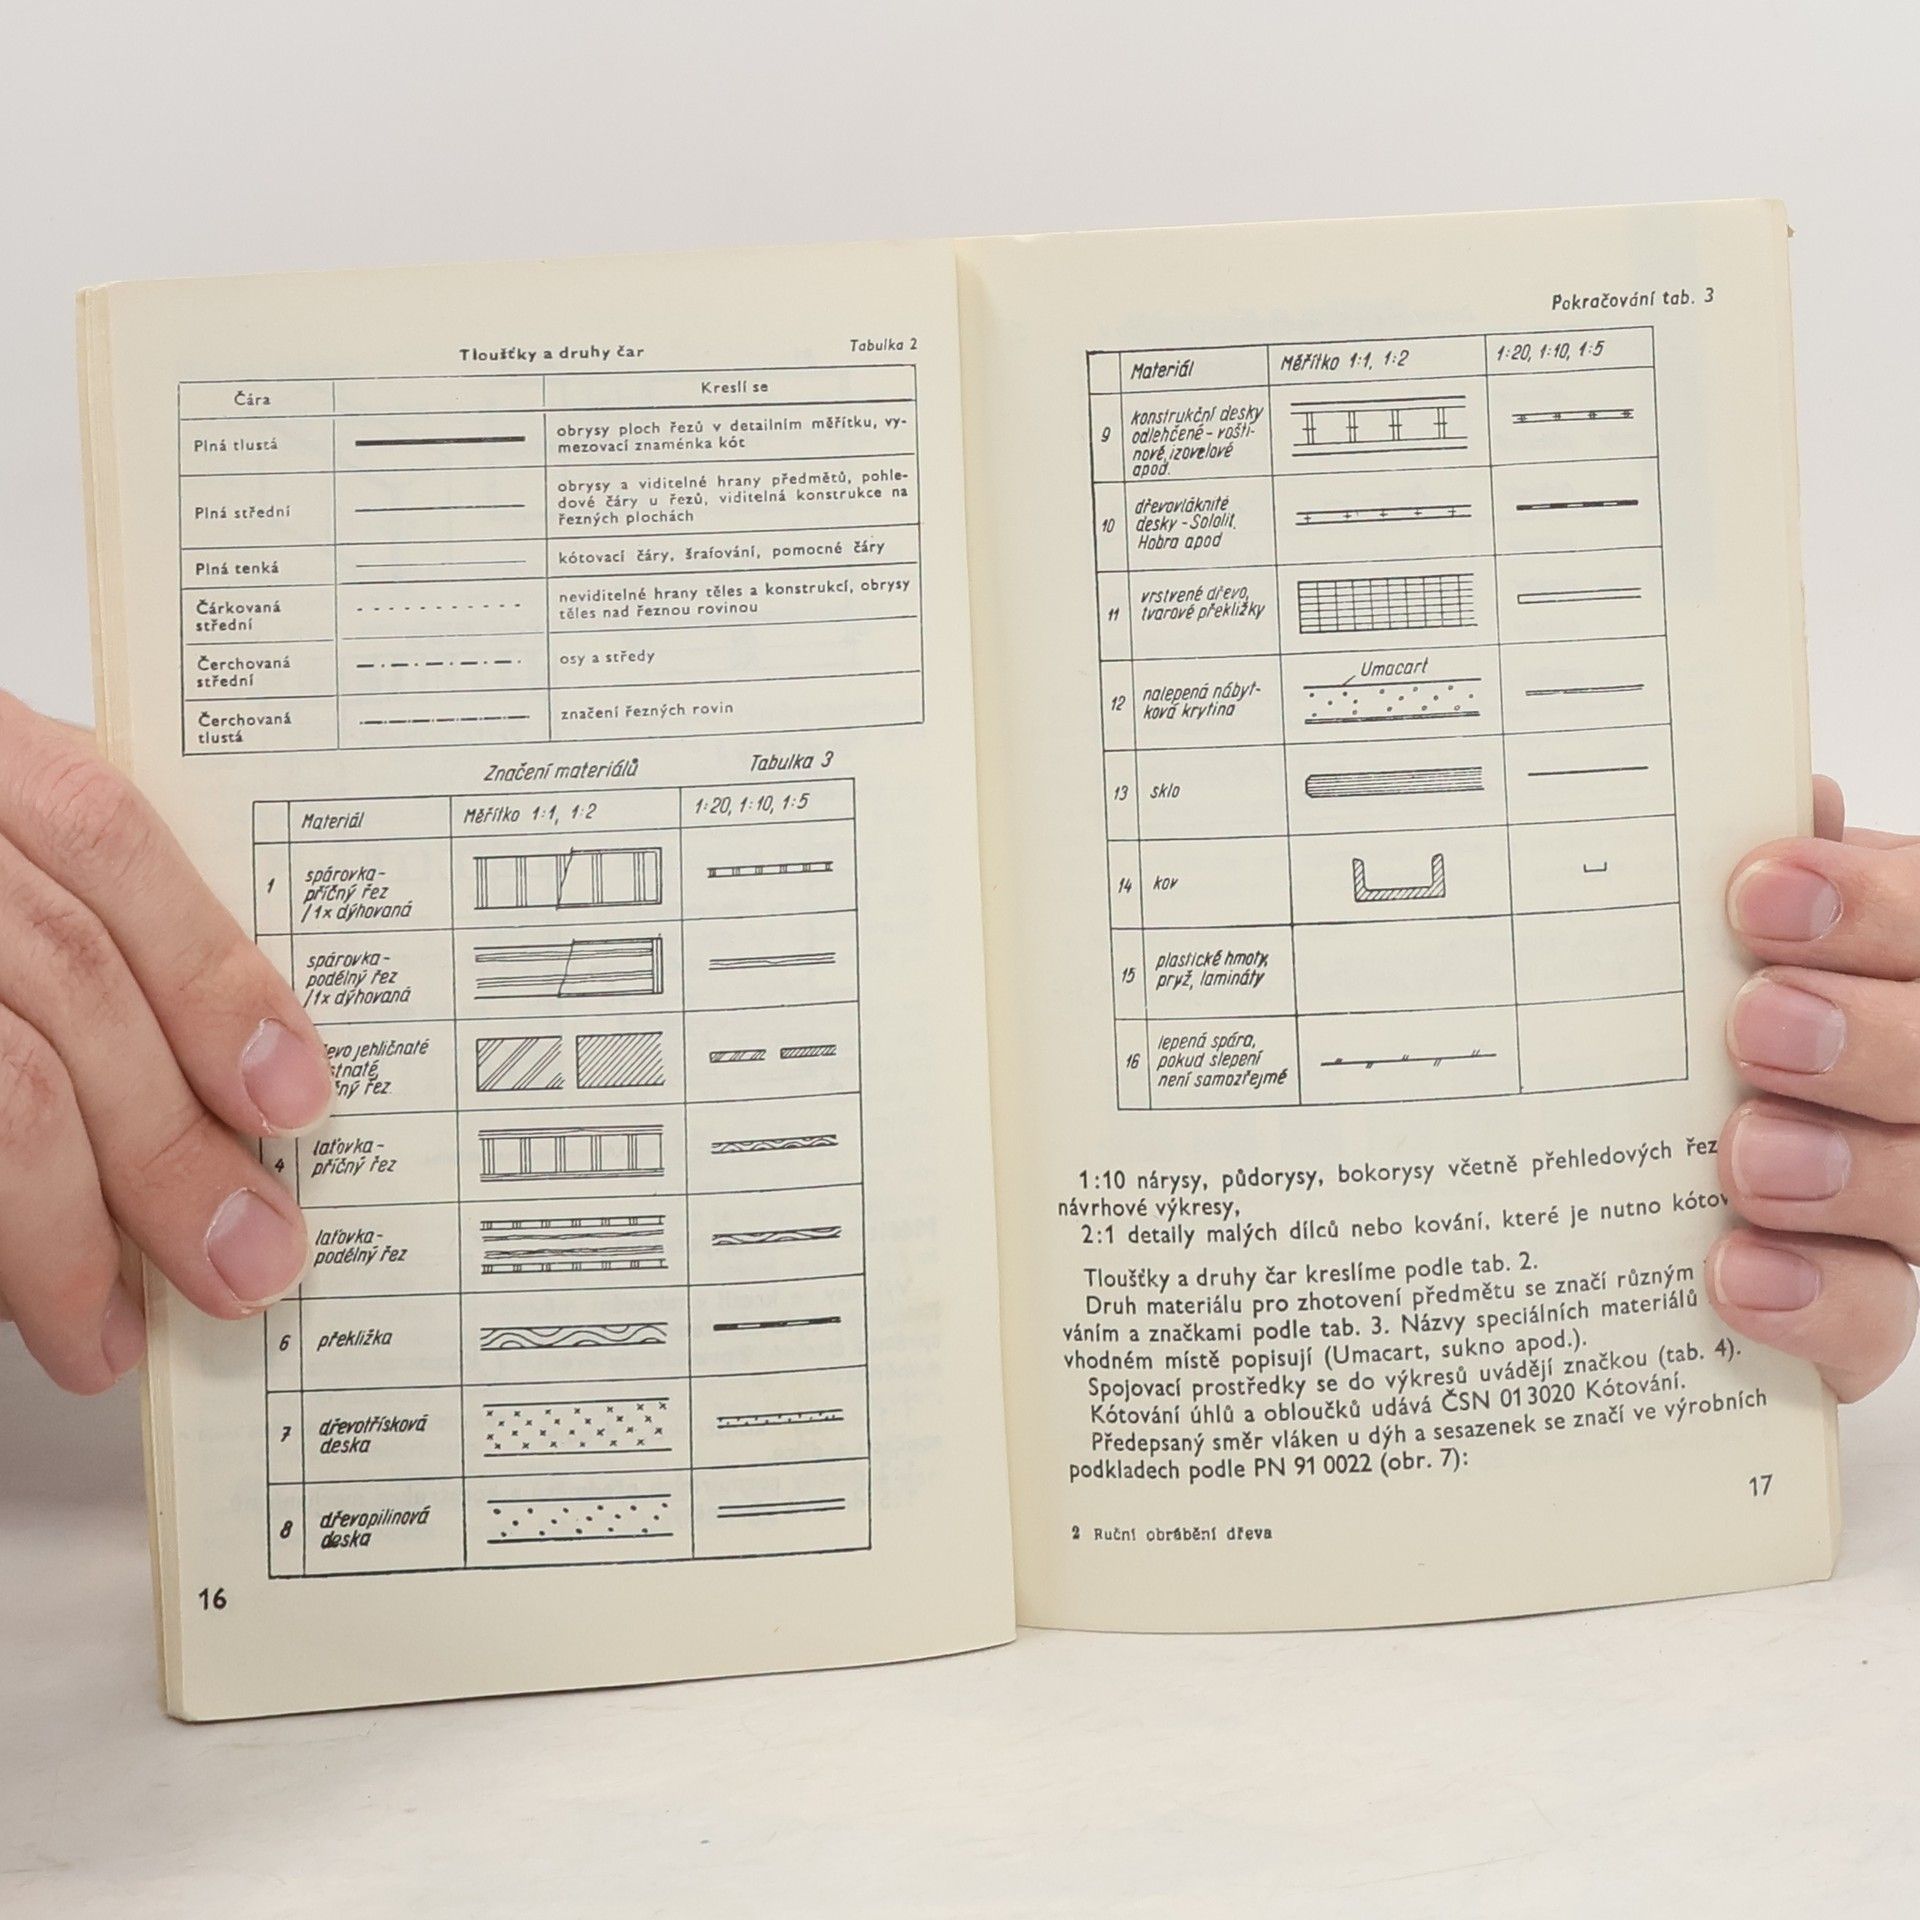 Tloušťky a druhy čar
Tabulka 2
Čára
Kreslí se
Plná tlustá
obrysy ploch řezů v detailním měřítku, vy-
mezovací znaménka kót
Plná střední
obrysy a viditelné hrany předmětů, pohle-
dové čáry u řezů, viditelná konstrukce na
řezných plochách
Plná tenká
kótovací čáry, šrafování, pomocné čáry
Čárkovaná
střední
neviditelné hrany těles a konstrukcí, obrysy
těles nad řeznou rovinou
Čerchovaná
střední
osy a středy
Čerchovaná
tlustá
značení řezných rovin
Značení materiálů
Tabulka 3
Materiál
Měřítko 1:1, 1:2
1:20, 1:10, 1:5
1
spárovka-
příčný řez
/1x dýhovaná
spárovka-
podélný řez
/1x dýhovaná
jehličnaté
řez
4
laťovka-
příčný řez
laťovka-
podélný řez
6
překližka
7
dřevotřísková
deska
8
dřevopilinová
deska
16
Pokračování tab. 3
Materiál
Měřítko 1:1, 1:2
1:20, 1:10, 1:5
9
konstrukční desky
odlehčené-vošti-
nové, izovelové
apod.
10
dřevovláknité
desky-Sololit,
Hobra apod
11
vrstvené dřevo,
tvarové překližky
12
nalepená nábyt-
ková krytina
Umacart
13
sklo
14
kov
15
plastické hmoty,
pryž, lamináty
16
lepená spára,
pokud slepení
není samozřejmé
1:10 nárysy, půdorysy, bokorysy včetně přehledových řez
návrhové výkresy,
2:1 detaily malých dílců nebo kování, které je nutno kótov
Tloušťky a druhy čar kreslíme podle tab. 2.
Druh materiálu pro zhotovení předmětu se značí různým
váním a značkami podle tab. 3. Názvy speciálních materiálů
vhodném místě popisují (Umacart, sukno apod.).
Spojovací prostředky se do výkresů uvádějí značkou (tab. 4).
Kótování úhlů a obloučků udává ČSN 01 3020 Kótování.
Předepsaný směr vláken u dýh a sesazenek se značí ve výrobních
podkladech podle PN 91 0022 (obr. 7):
17
2 Ruční obrábění dřeva